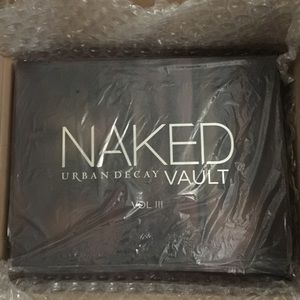 NAKED
URBAN DECAY VAULT
VOL III